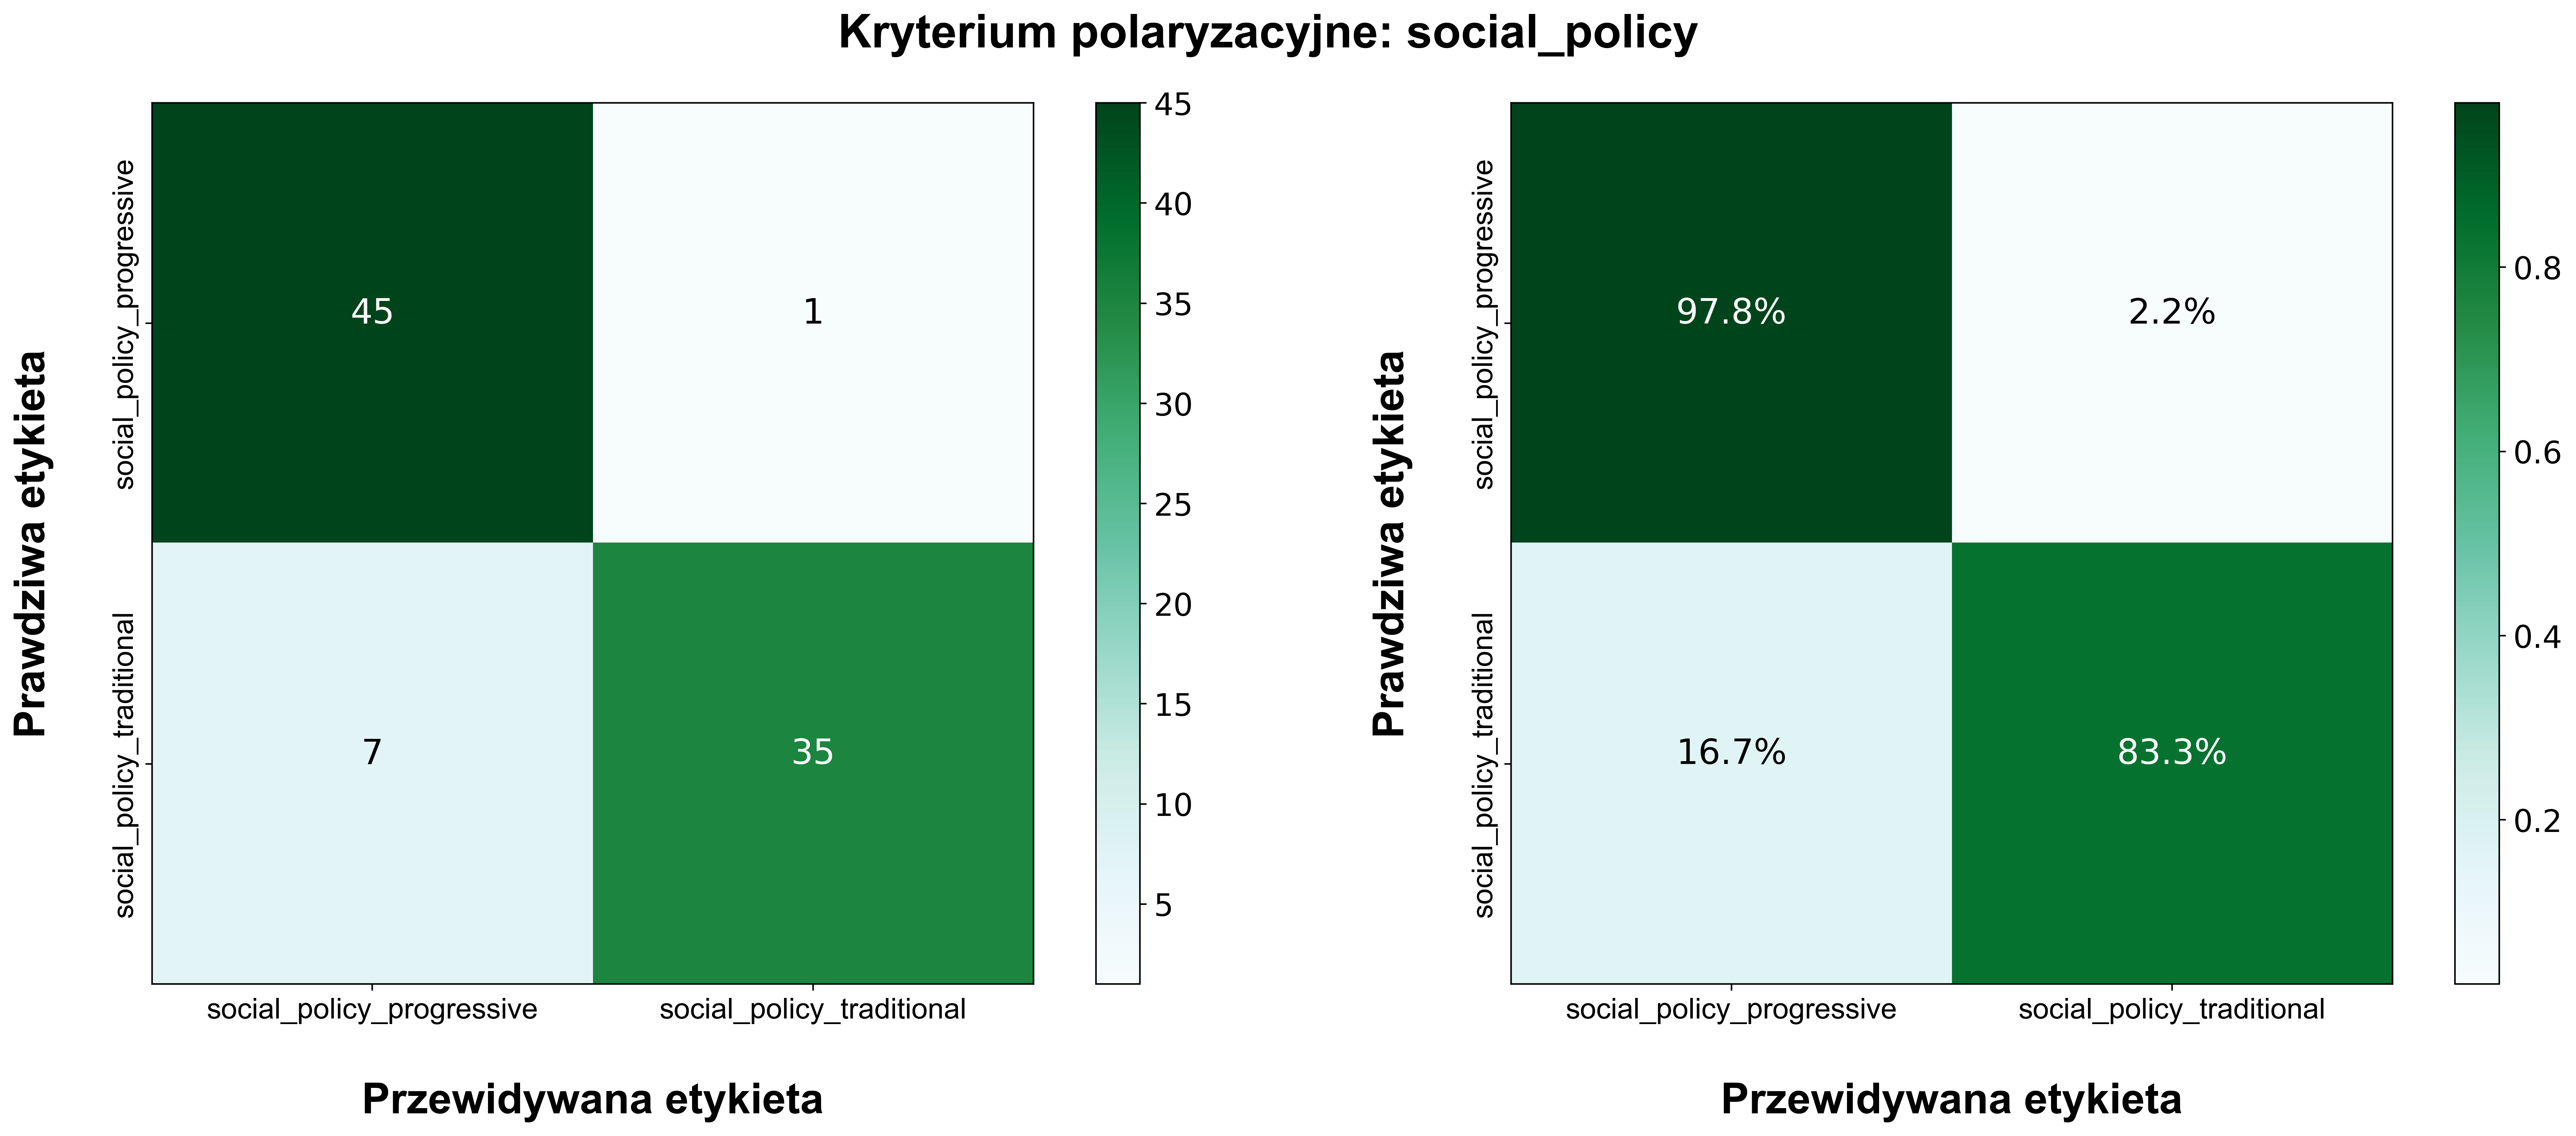 Kryterium polaryzacyjne: social_policy
Prawdziwa etykieta
social_policy_progressive
social_policy_traditional
45
1
7
35
social_policy_progressive
social_policy_traditional
Przewidywana etykieta
45
40
35
30
25
20
15
10
5
Prawdziwa etykieta
social_policy_progressive
social_policy_traditional
97.8%
2.2%
16.7%
83.3%
social_policy_progressive
social_policy_traditional
Przewidywana etykieta
0.8
0.6
0.4
0.2